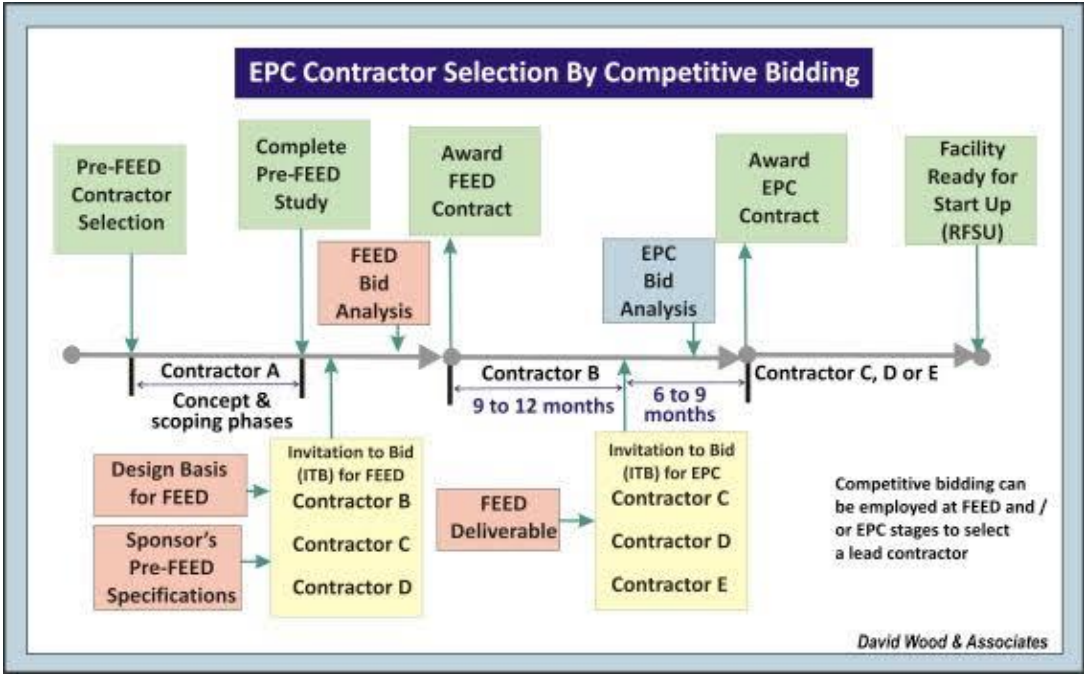 EPC Contractor Selection By Competitive Bidding
Pre-FEED
Contractor
Selection
Complete
Pre-FEED
Study
Award
FEED
Contract
Award
EPC
Contract
Facility
Ready for
Start Up
(RFSU)
FEED
Bid
Analysis
EPC
Bid
Analysis
Contractor A
Concept &
scoping phases
Contractor B
9 to 12 months
6 to 9
months
Contractor C, D or E
Design Basis
for FEED
Sponsor's
Pre-FEED
Specifications
Invitation to Bid
(ITB) for FEED
Contractor B
Contractor C
Contractor D
FEED
Deliverable
Invitation to Bid
(ITB) for EPC
Contractor C
Contractor D
Contractor E
Competitive bidding can
be employed at FEED and /
or EPC stages to select
a lead contractor
David Wood & Associates